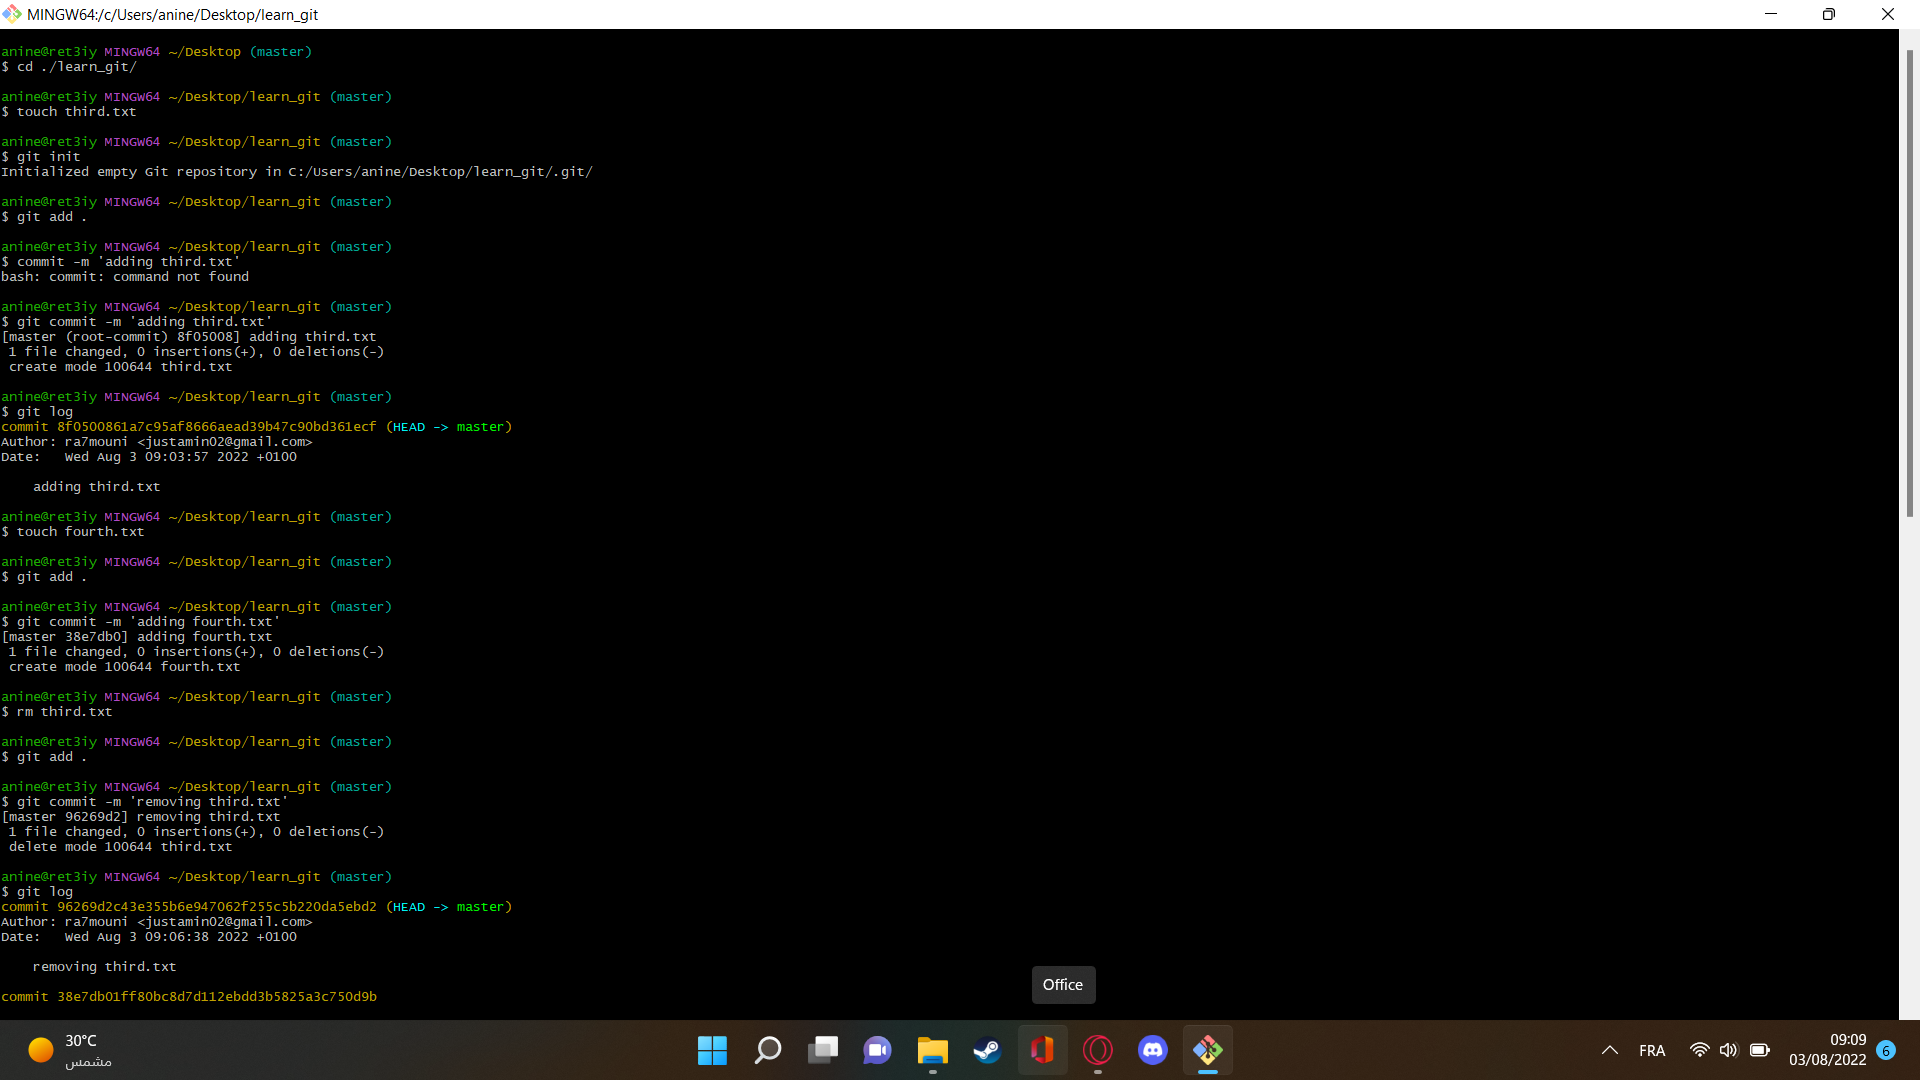 MINGW64:/c/Users/anine/Desktop/learn_git
anine@ret3iy MINGW64 ~/Desktop (master)
$ cd ./learn_git/
anine@ret3iy MINGW64 ~/Desktop/learn_git (master)
$ touch third.txt
anine@ret3iy MINGW64 ~/Desktop/learn_git (master)
$ git init
Initialized empty Git repository in C:/Users/anine/Desktop/learn_git/.git/
anine@ret3iy MINGW64 ~/Desktop/learn_git (master)
$ git add .
anine@ret3iy MINGW64 ~/Desktop/learn_git (master)
$ commit -m 'adding third.txt'
bash: commit: command not found
anine@ret3iy MINGW64 ~/Desktop/learn_git (master)
$ git commit -m 'adding third.txt'
[master (root-commit) 8f05008] adding third.txt
1 file changed, 0 insertions(+), 0 deletions(-)
create mode 100644 third.txt
anine@ret3iy MINGW64 ~/Desktop/learn_git (master)
$ git log
commit 8f0500861a7c95af8666aead39b47c90bd361ecf (HEAD -> master)
Author: ra7mouni <justamin02@gmail.com>
Date:   Wed Aug 3 09:03:57 2022 +0100
adding third.txt
anine@ret3iy MINGW64 ~/Desktop/learn_git (master)
$ touch fourth.txt
anine@ret3iy MINGW64 ~/Desktop/learn_git (master)
$ git add .
anine@ret3iy MINGW64 ~/Desktop/learn_git (master)
$ git commit -m 'adding fourth.txt'
[master 38e7db0] adding fourth.txt
1 file changed, 0 insertions(+), 0 deletions(-)
create mode 100644 fourth.txt
anine@ret3iy MINGW64 ~/Desktop/learn_git (master)
$ rm third.txt
anine@ret3iy MINGW64 ~/Desktop/learn_git (master)
$ git add .
anine@ret3iy MINGW64 ~/Desktop/learn_git (master)
$ git commit -m 'removing third.txt'
[master 96269d2] removing third.txt
1 file changed, 0 insertions(+), 0 deletions(-)
delete mode 100644 third.txt
anine@ret3iy MINGW64 ~/Desktop/learn_git (master)
$ git log
commit 96269d2c43e355b6e947062f255c5b220da5ebd2 (HEAD -> master)
Author: ra7mouni <justamin02@gmail.com>
Date:   Wed Aug 3 09:06:38 2022 +0100
removing third.txt
commit 38e7db01ff80bc8d7d112ebdd3b5825a3c750d9b
Office
30°C
مشمس
FRA
09:09
03/08/2022
6